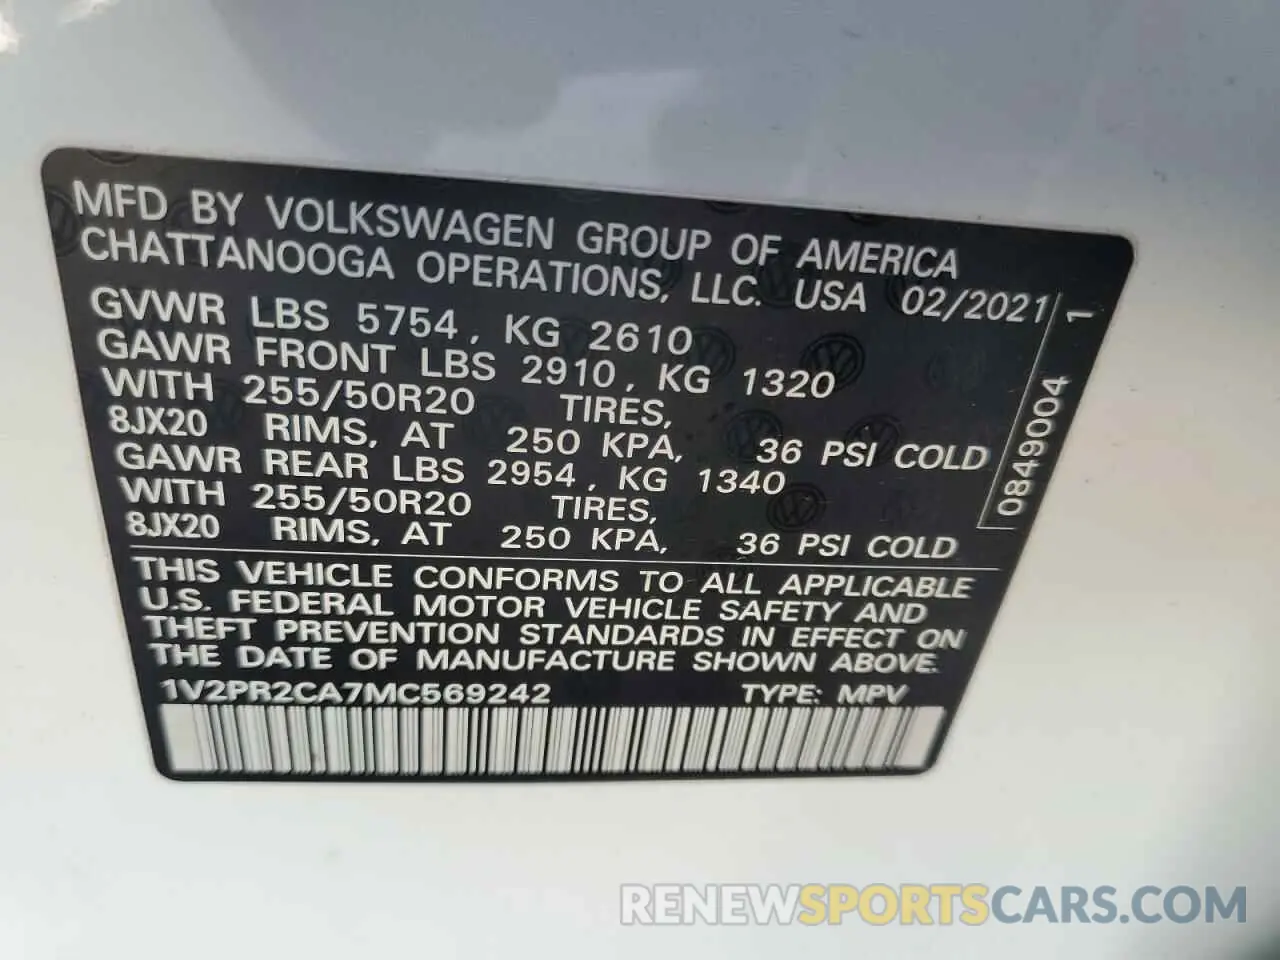 MFD BY VOLKSWAGEN GROUP OF AMERICA
CHATTANOOGA OPERATIONS, LLC. USA 02/2021
GVWR LBS 5754, KG 2610
GAWR FRONT LBS 2910, KG 1320
WITH 255/50R20 TIRES,
8JX20 RIMS, AT 250 KPA, 36 PSI COLD
GAWR REAR LBS 2954, KG 1340
WITH 255/50R20 TIRES,
8JX20 RIMS, AT 250 KPA, 36 PSI COLD
0849004 1
THIS VEHICLE CONFORMS TO ALL APPLICABLE
U.S. FEDERAL MOTOR VEHICLE SAFETY AND
THEFT PREVENTION STANDARDS IN EFFECT ON
THE DATE OF MANUFACTURE SHOWN ABOVE.
1V2PR2CA7MC569242 TYPE: MPV
RENEWSPORTSCARS.COM